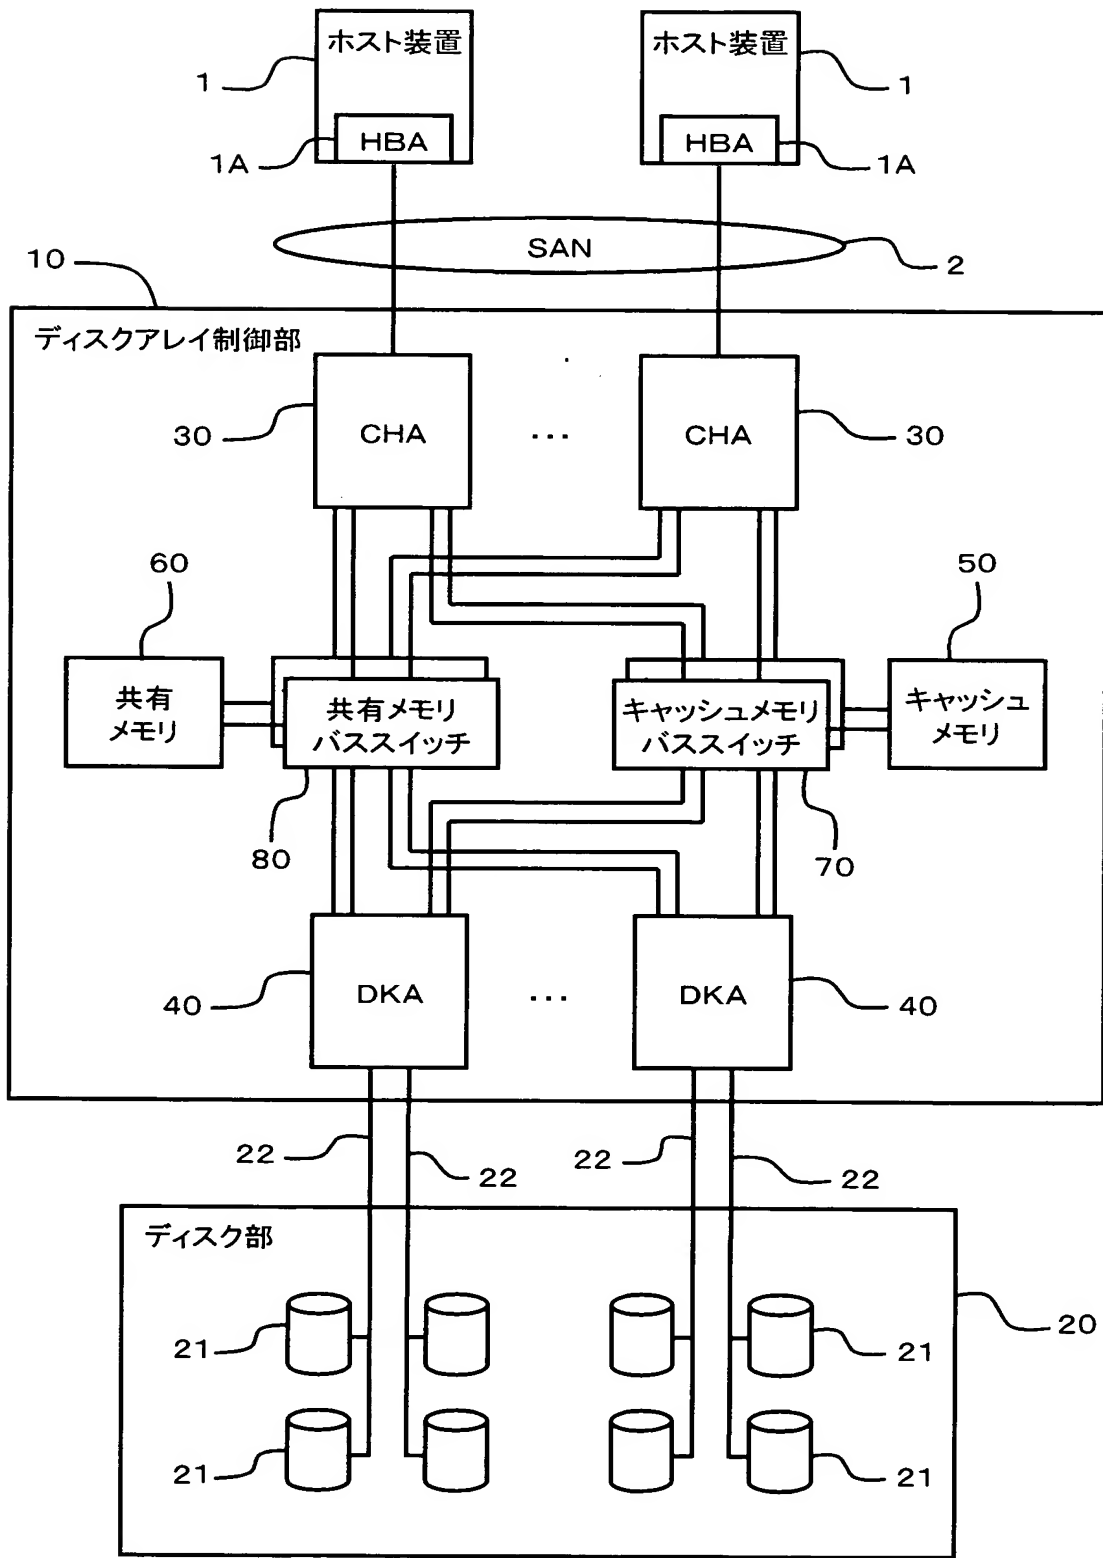 ホスト装置
ホスト装置
1
1
HBA
HBA
1A
1A
SAN
2
10
ディスクアレイ制御部
30
CHA
...
CHA
30
60
50
共有
メモリ
共有メモリ
バススイッチ
キャッシュメモリ
バススイッチ
キャッシュ
メモリ
80
70
40
DKA
...
DKA
40
22
22
22
22
ディスク部
21
21
20
21
21